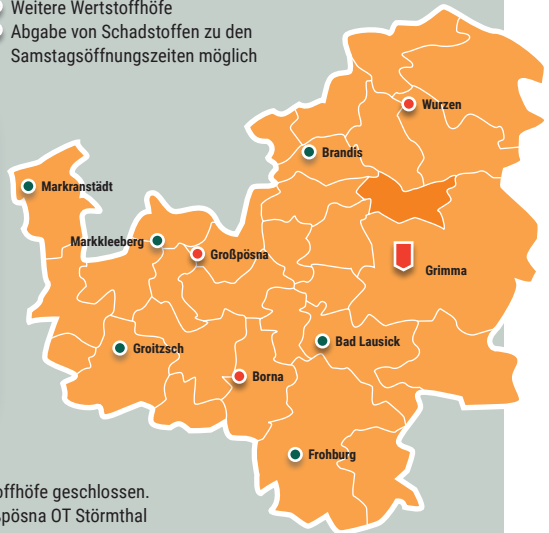 Weitere Wertstoffhöfe
Abgabe von Schadstoffen zu den
Samstagsöffnungszeiten möglich
Wurzen
Brandis
Markranstädt
Markkleeberg
Großpösna
Grimma
Bad Lausick
Groitzsch
Borna
Frohburg
offhöfe geschlossen.
pösna OT Störmthal